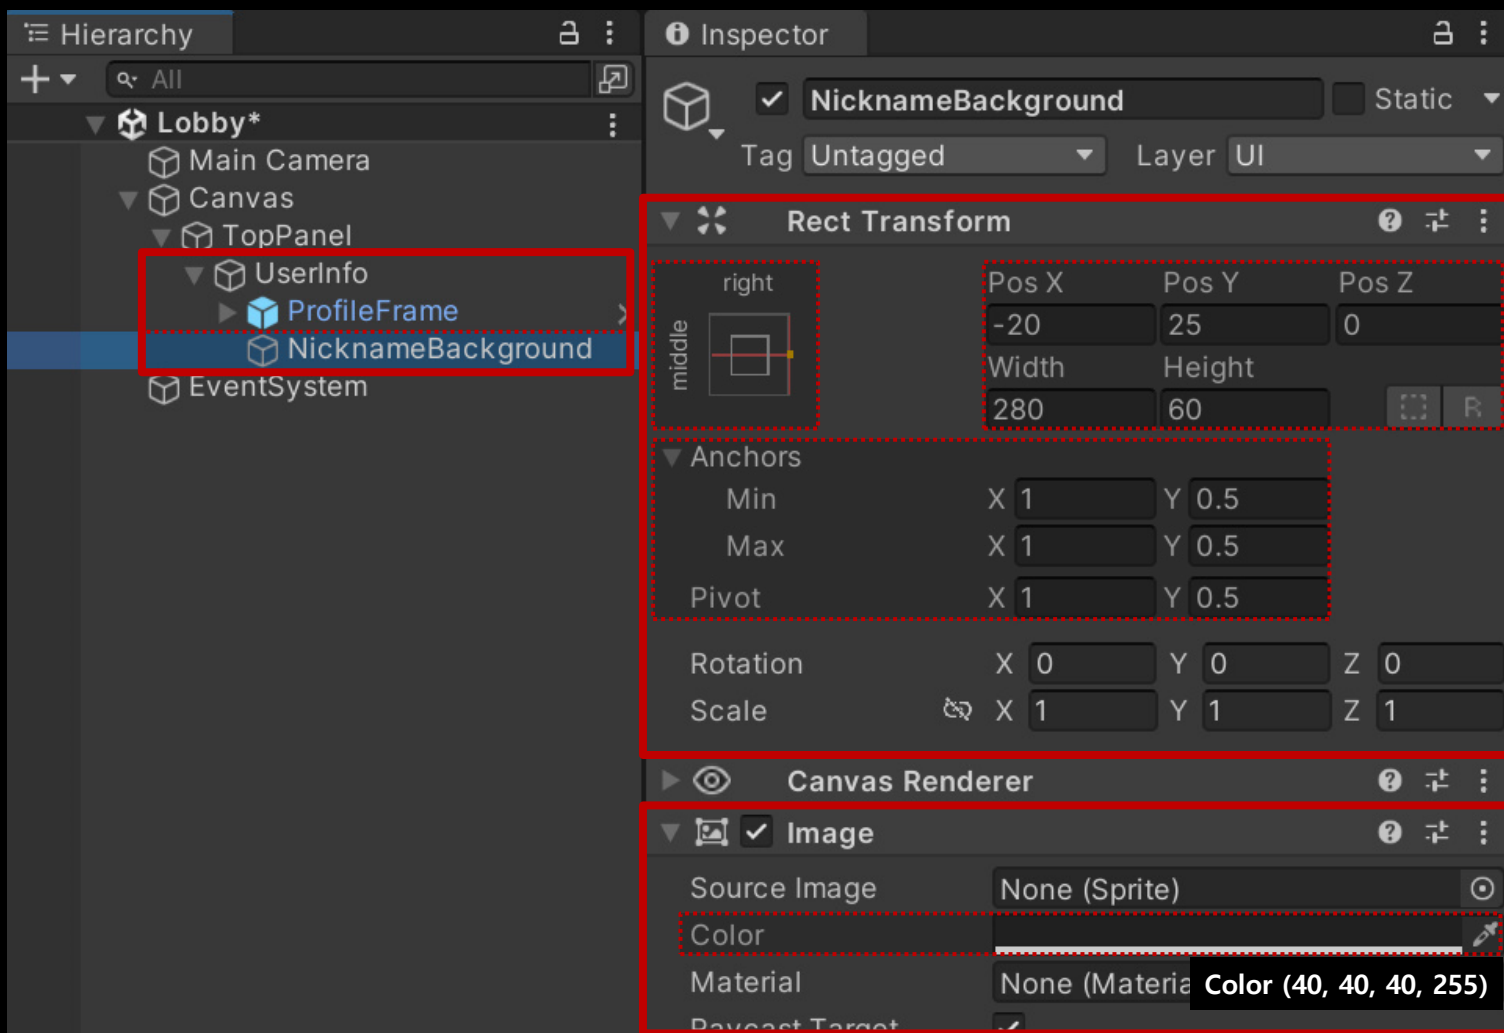 Hierarchy
All
Lobby*
Main Camera
Canvas
TopPanel
UserInfo
ProfileFrame
NicknameBackground
EventSystem
Inspector
NicknameBackground Static
Tag Untagged Layer UI
Rect Transform
right
middle
Pos X Pos Y Pos Z
-20 25 0
Width Height
280 60 R
Anchors
Min X 1 Y 0.5
Max X 1 Y 0.5
Pivot X 1 Y 0.5
Rotation X 0 Y 0 Z 0
Scale X 1 Y 1 Z 1
Canvas Renderer
Image
Source Image None (Sprite)
Color
Material None (Materia
Color (40, 40, 40, 255)
Raycast Target